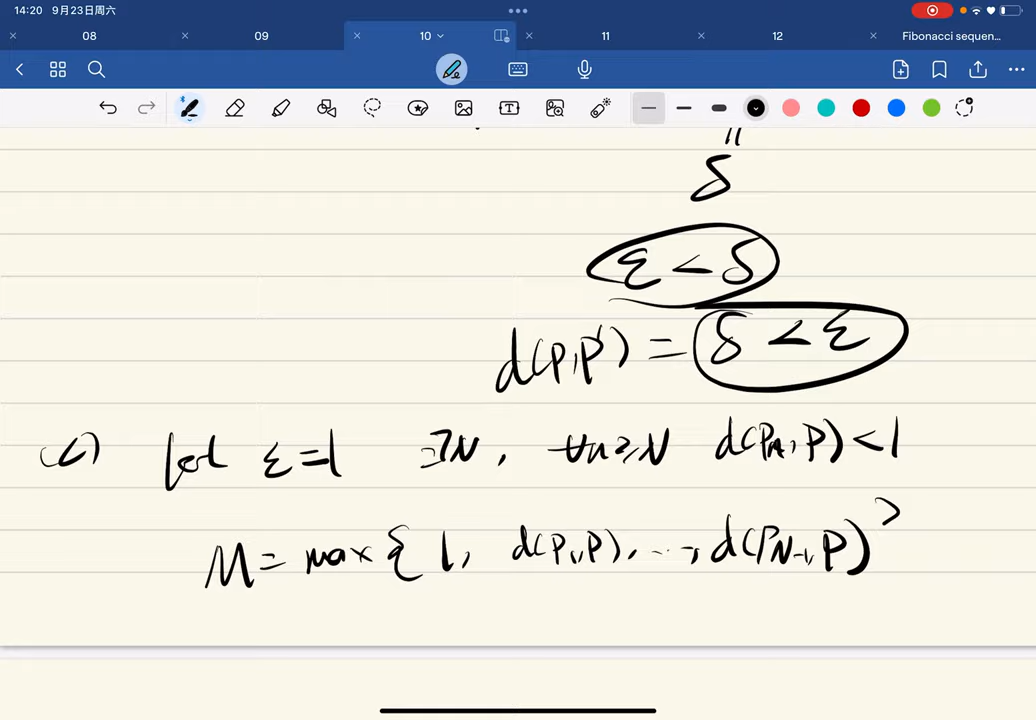 14:20 9月23日周六
08 09 10 11 12 Fibonacci sequen...
"
δ
ε < δ
d(p,p') = δ < ε
(c) let ε=1 ∃N, ∀n≥N d(Pn,P)<1
M = max{ 1, d(P1,P), ..., d(PN-1,P) }